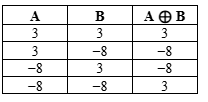 A B A ⊕ B
3 3 3
3 −8 −8
−8 3 −8
−8 −8 3